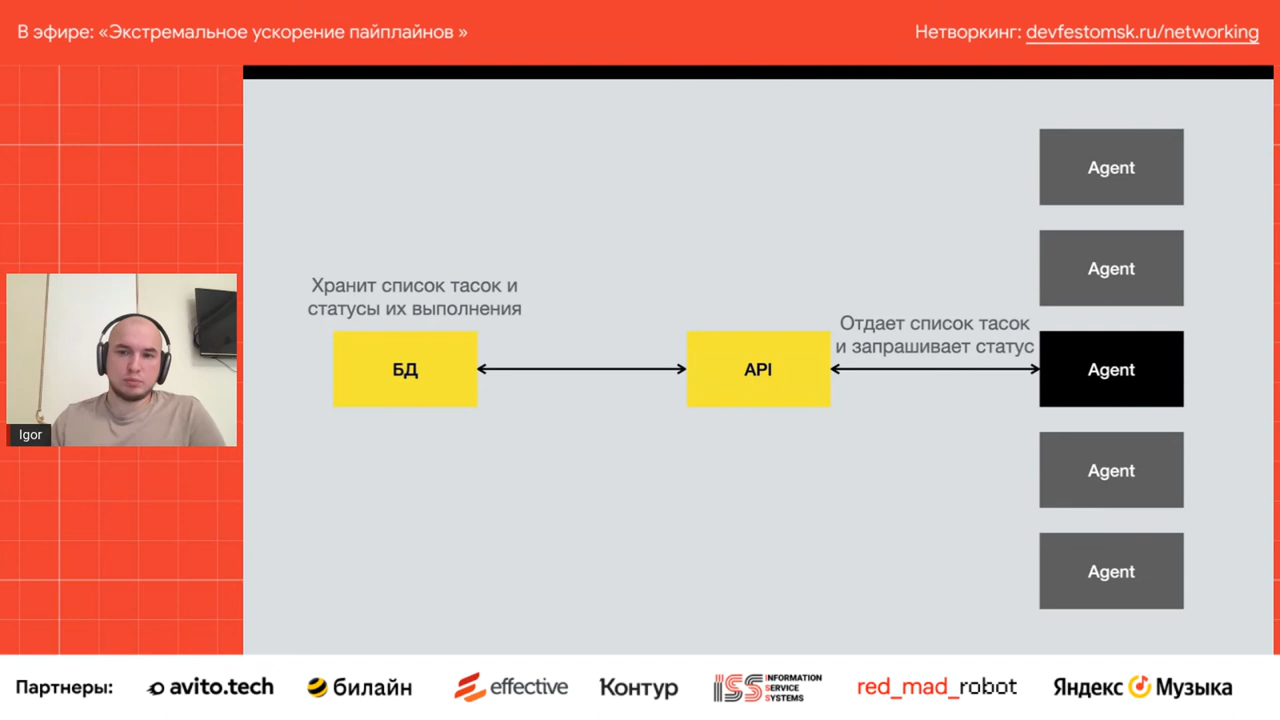 В эфире: «Экстремальное ускорение пайплайнов »
Нетворкинг: devfestomsk.ru/networking
Agent
Agent
Хранит список тасок и
статусы их выполнения
Отдает список тасок
и запрашивает статус
БД
API
Agent
Igor
Agent
Agent
Партнеры:
avito.tech
билайн
effective
Контур
ISS INFORMATION
SERVICE
SYSTEMS
red_mad_robot
Яндекс Музыка